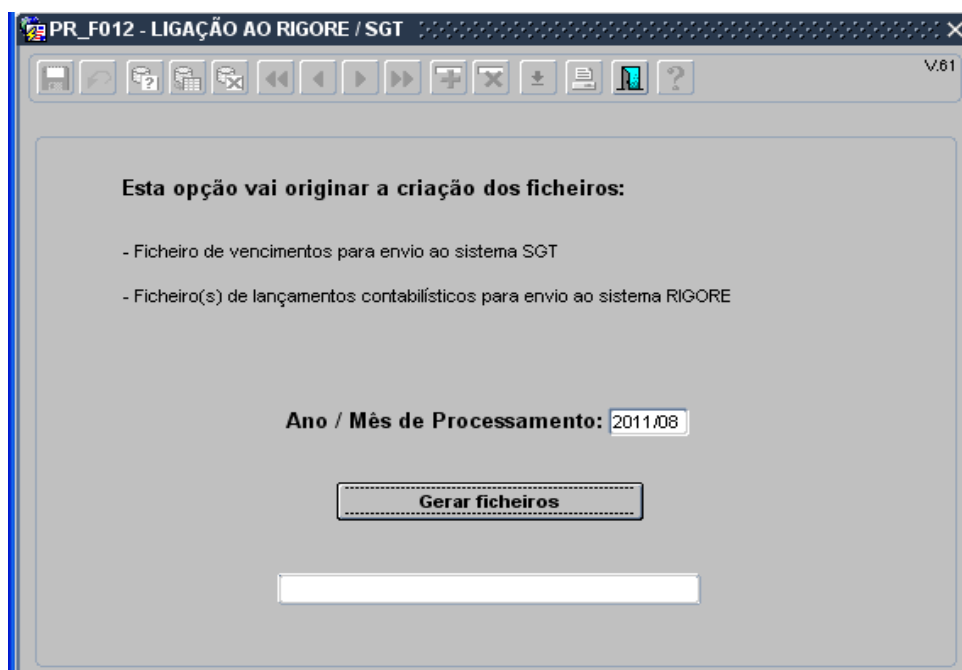 PR_F012 - LIGAÇÃO AO RIGORE / SGT
V.61
Esta opção vai originar a criação dos ficheiros:
- Ficheiro de vencimentos para envio ao sistema SGT
- Ficheiro(s) de lançamentos contabilísticos para envio ao sistema RIGORE
Ano / Mês de Processamento: 2011/08
Gerar ficheiros